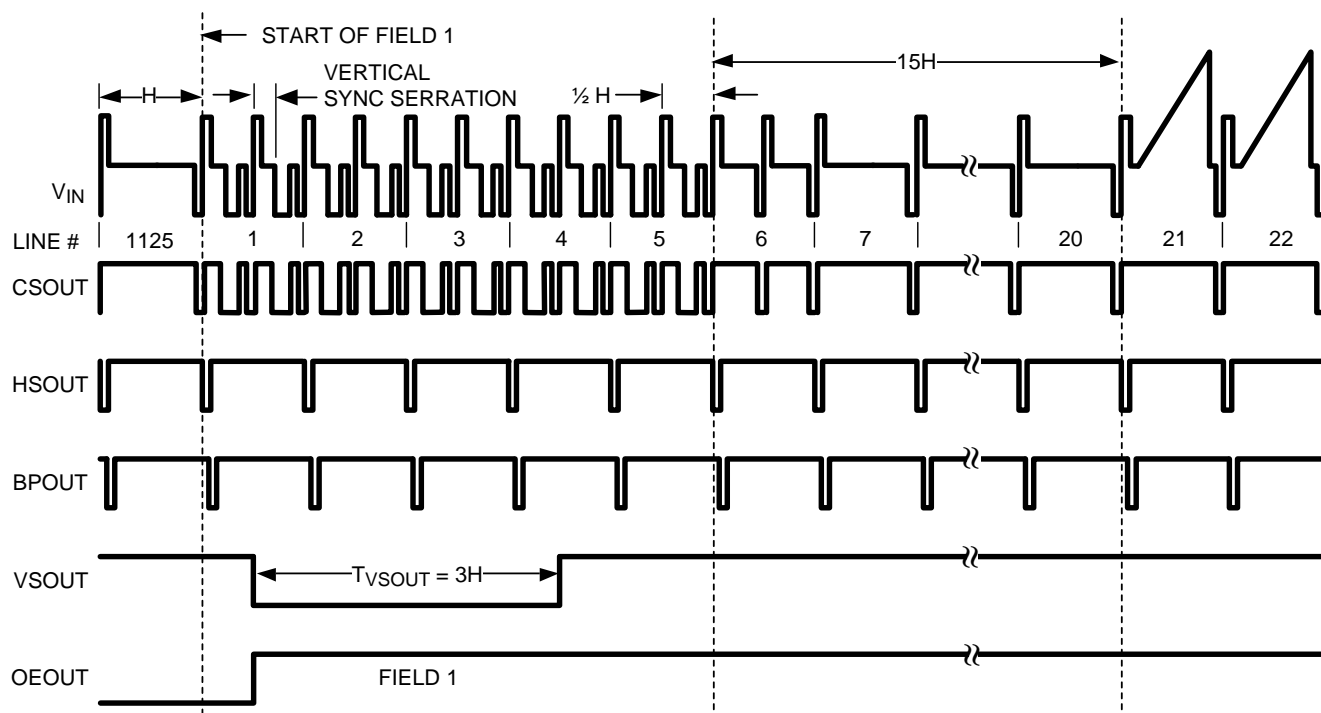 START OF FIELD 1
H
VERTICAL
SYNC SERRATION
½ H
15H
VIN
LINE # 1125 1 2 3 4 5 6 7 20 21 22
CSOUT
HSOUT
BPOUT
VSOUT
TVSOUT = 3H
OEOUT
FIELD 1